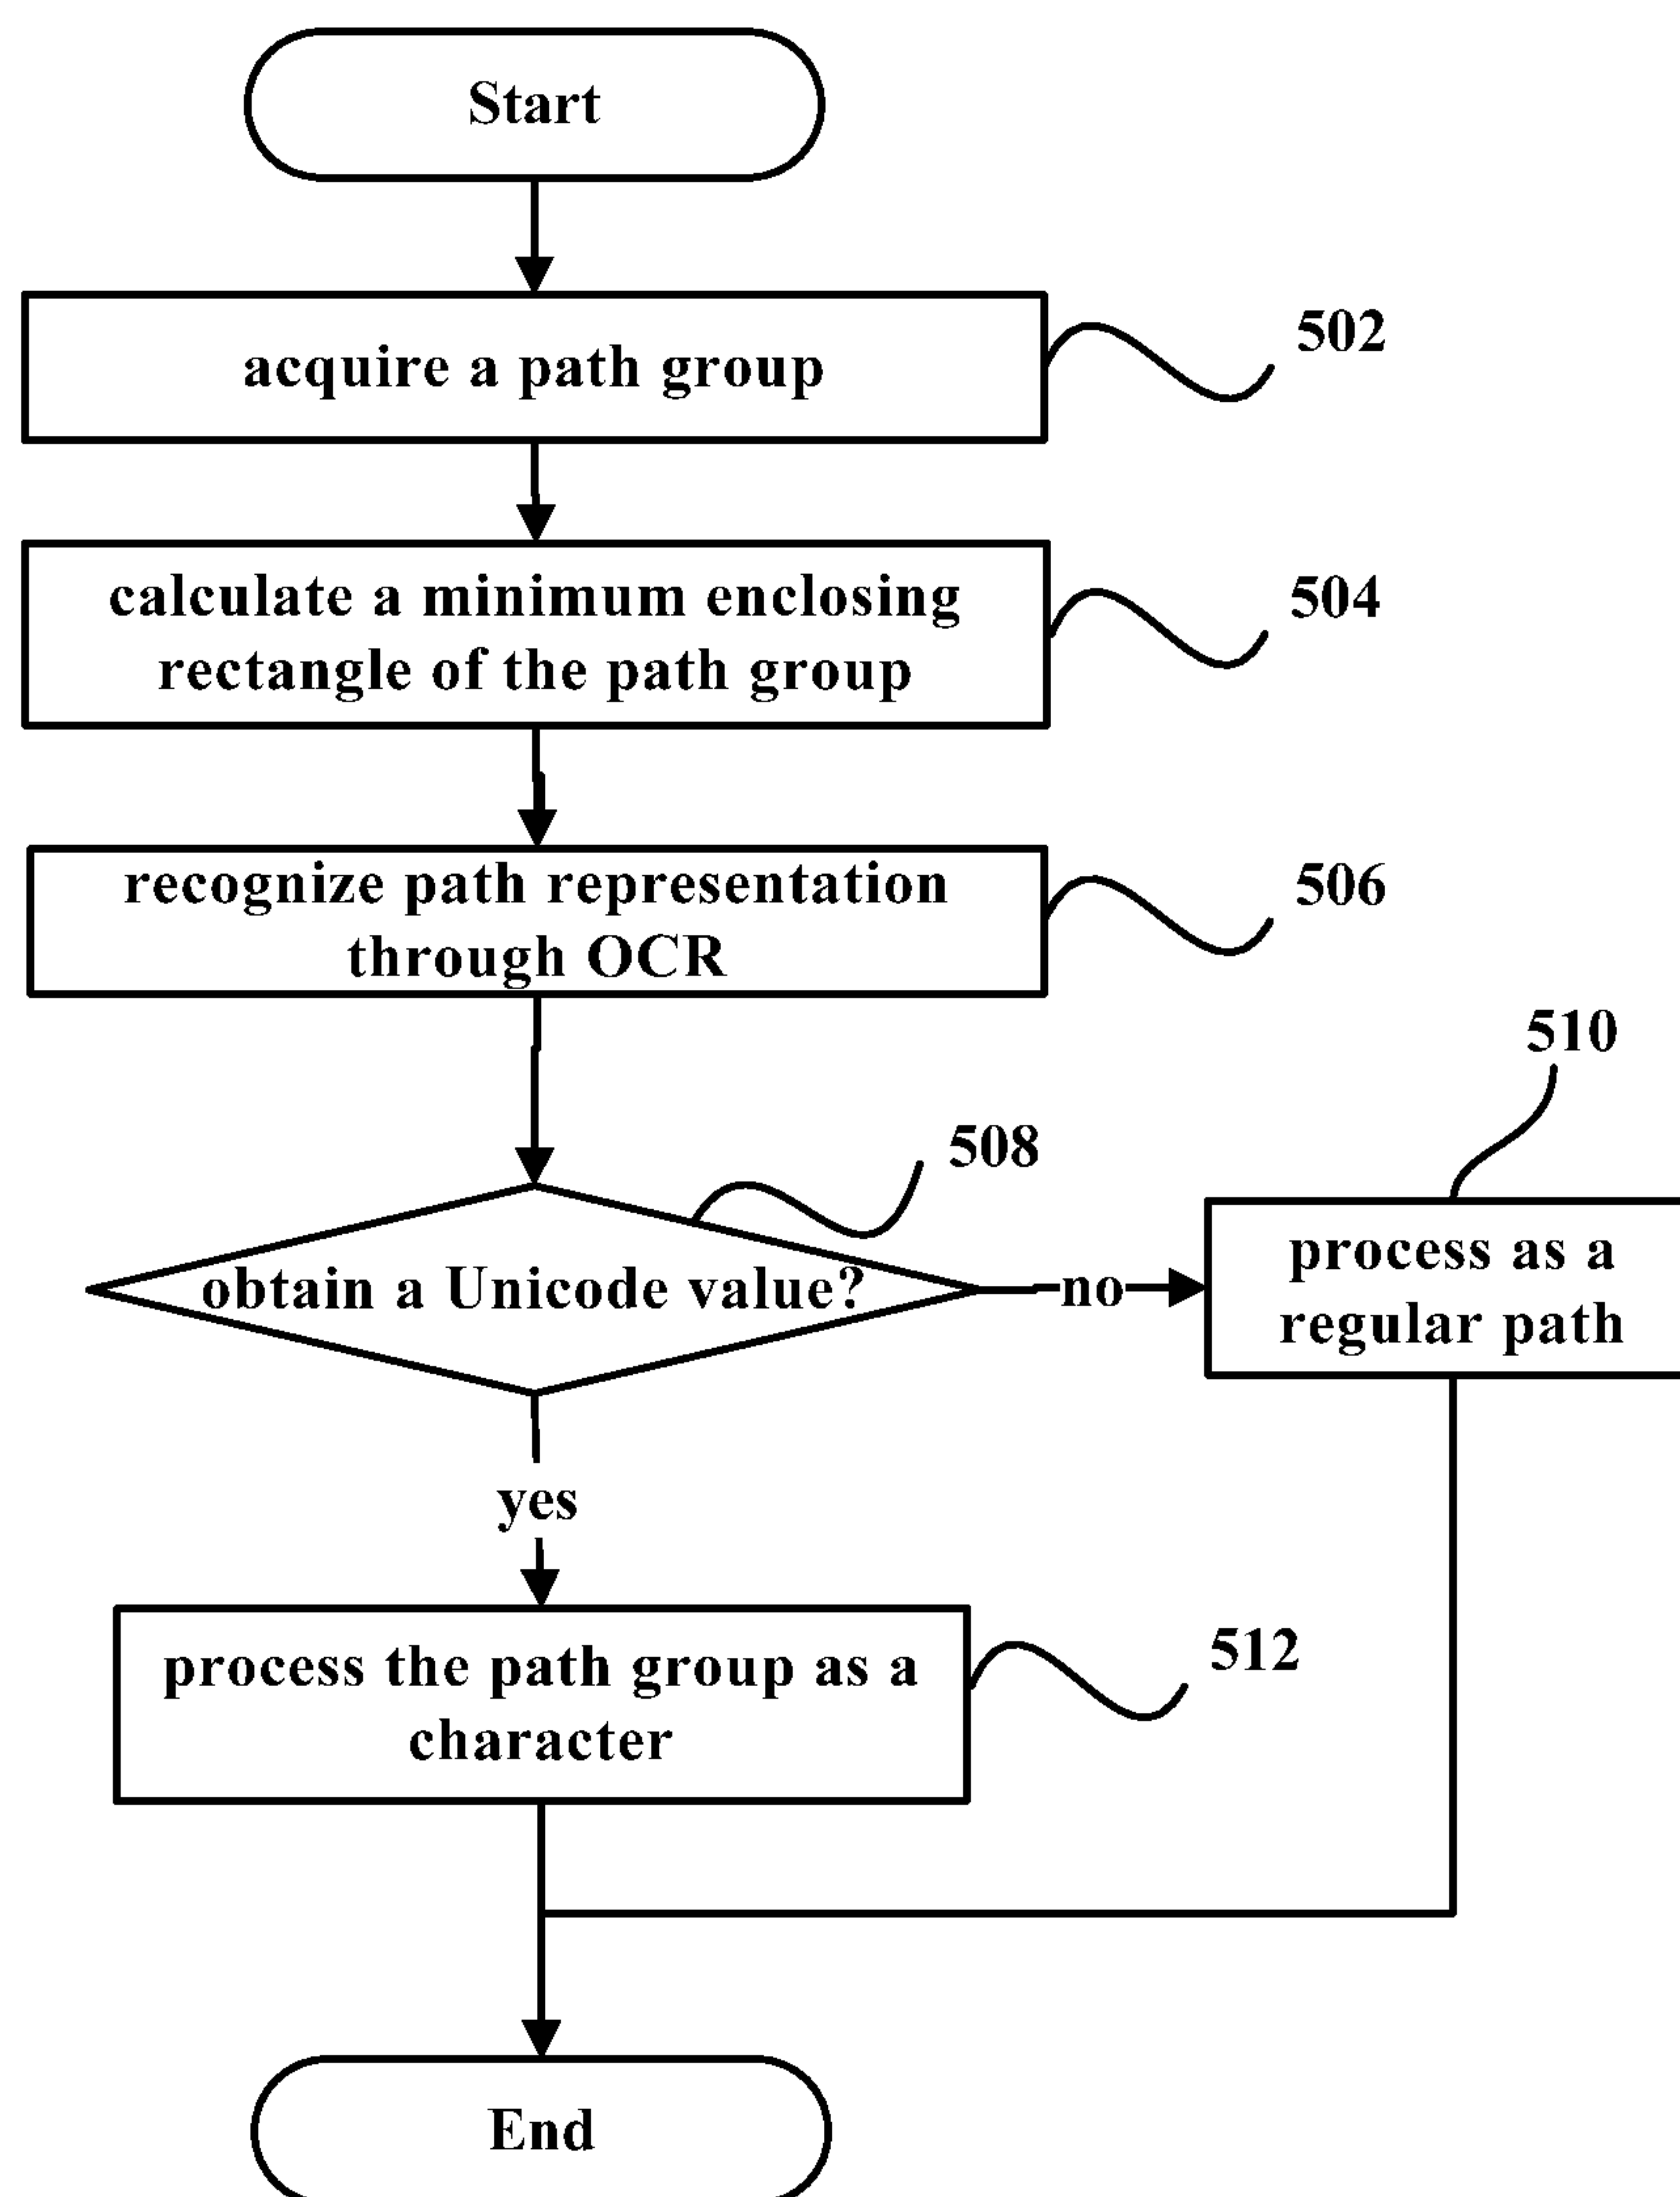 Start
acquire a path group
502
calculate a minimum enclosing
rectangle of the path group
504
recognize path representation
through OCR
506
510
508
obtain a Unicode value?
no
process as a
regular path
yes
process the path group as a
character
512
End